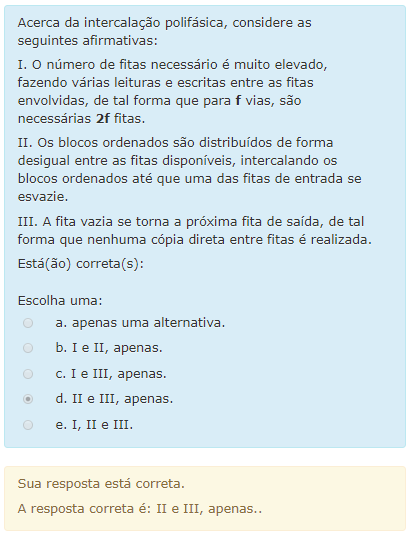 Acerca da intercalação polifásica, considere as
seguintes afirmativas:
I. O número de fitas necessário é muito elevado,
fazendo várias leituras e escritas entre as fitas
envolvidas, de tal forma que para f vias, são
necessárias 2f fitas.
II. Os blocos ordenados são distribuídos de forma
desigual entre as fitas disponíveis, intercalando os
blocos ordenados até que uma das fitas de entrada se
esvazie.
III. A fita vazia se torna a próxima fita de saída, de tal
forma que nenhuma cópia direta entre fitas é realizada.
Está(ão) correta(s):
Escolha uma:
a. apenas uma alternativa.
b. I e II, apenas.
c. I e III, apenas.
d. II e III, apenas.
e. I, II e III.
Sua resposta está correta.
A resposta correta é: II e III, apenas..